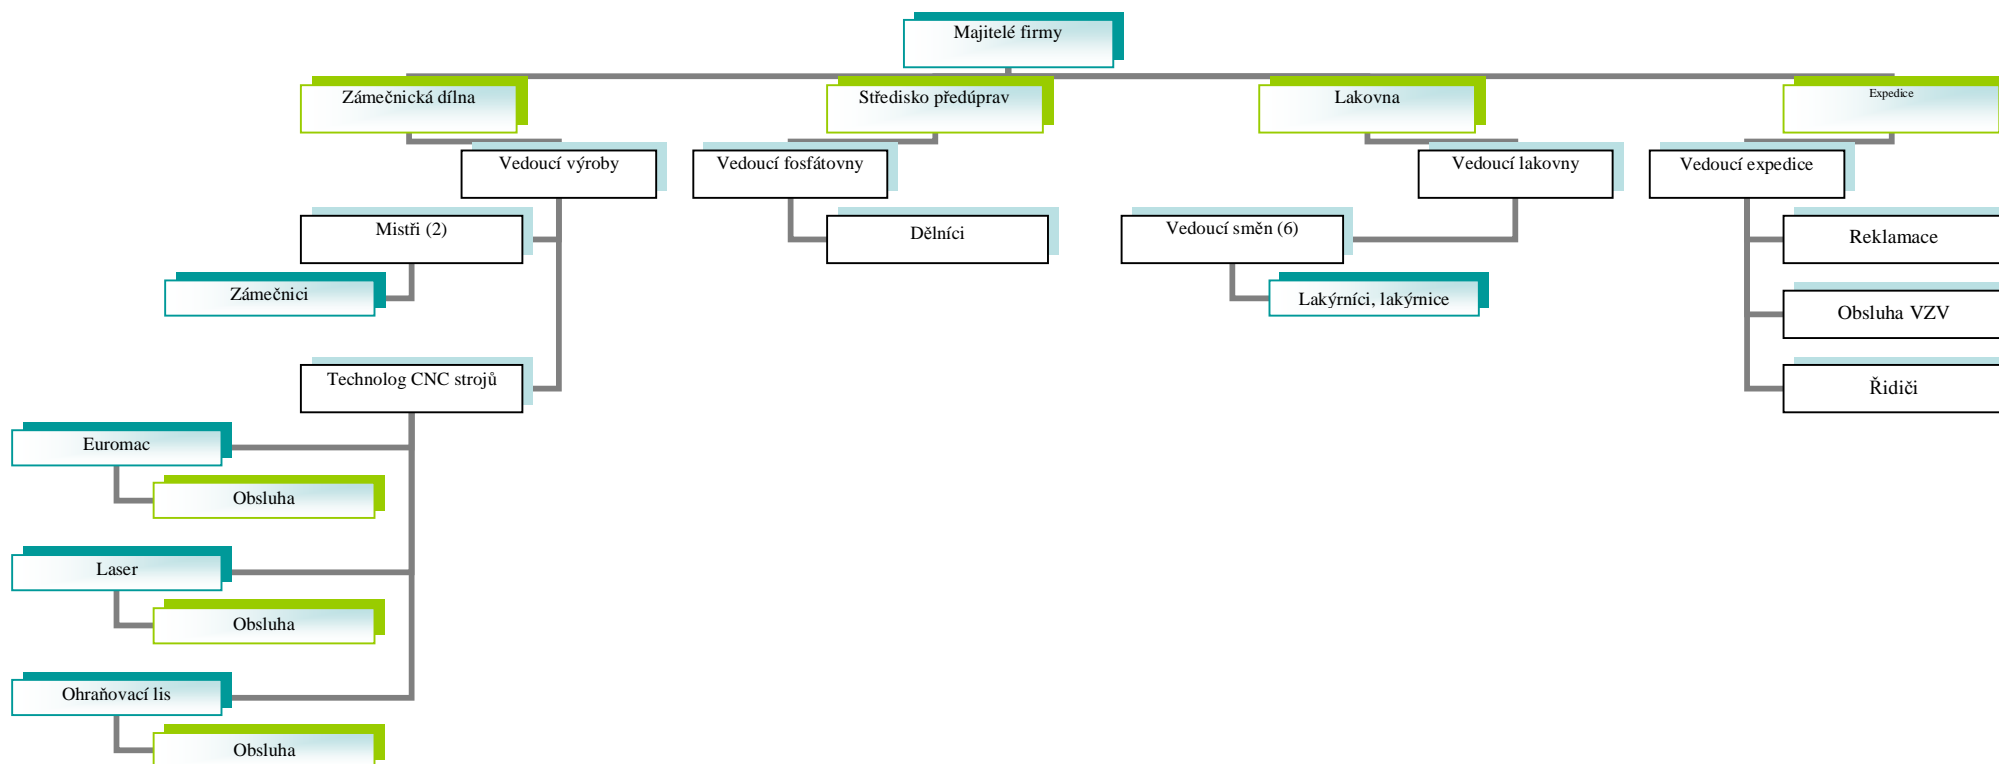 Majitelé firmy
Zámečnická dílna
Středisko předúprav
Lakovna
Expedice
Vedoucí výroby
Vedoucí fosfátovny
Vedoucí lakovny
Vedoucí expedice
Mistři (2)
Dělníci
Vedoucí směn (6)
Reklamace
Zámečnici
Lakýrníci, lakýrnice
Obsluha VZV
Technolog CNC strojů
Řidiči
Euromac
Obsluha
Laser
Obsluha
Ohraňovací lis
Obsluha